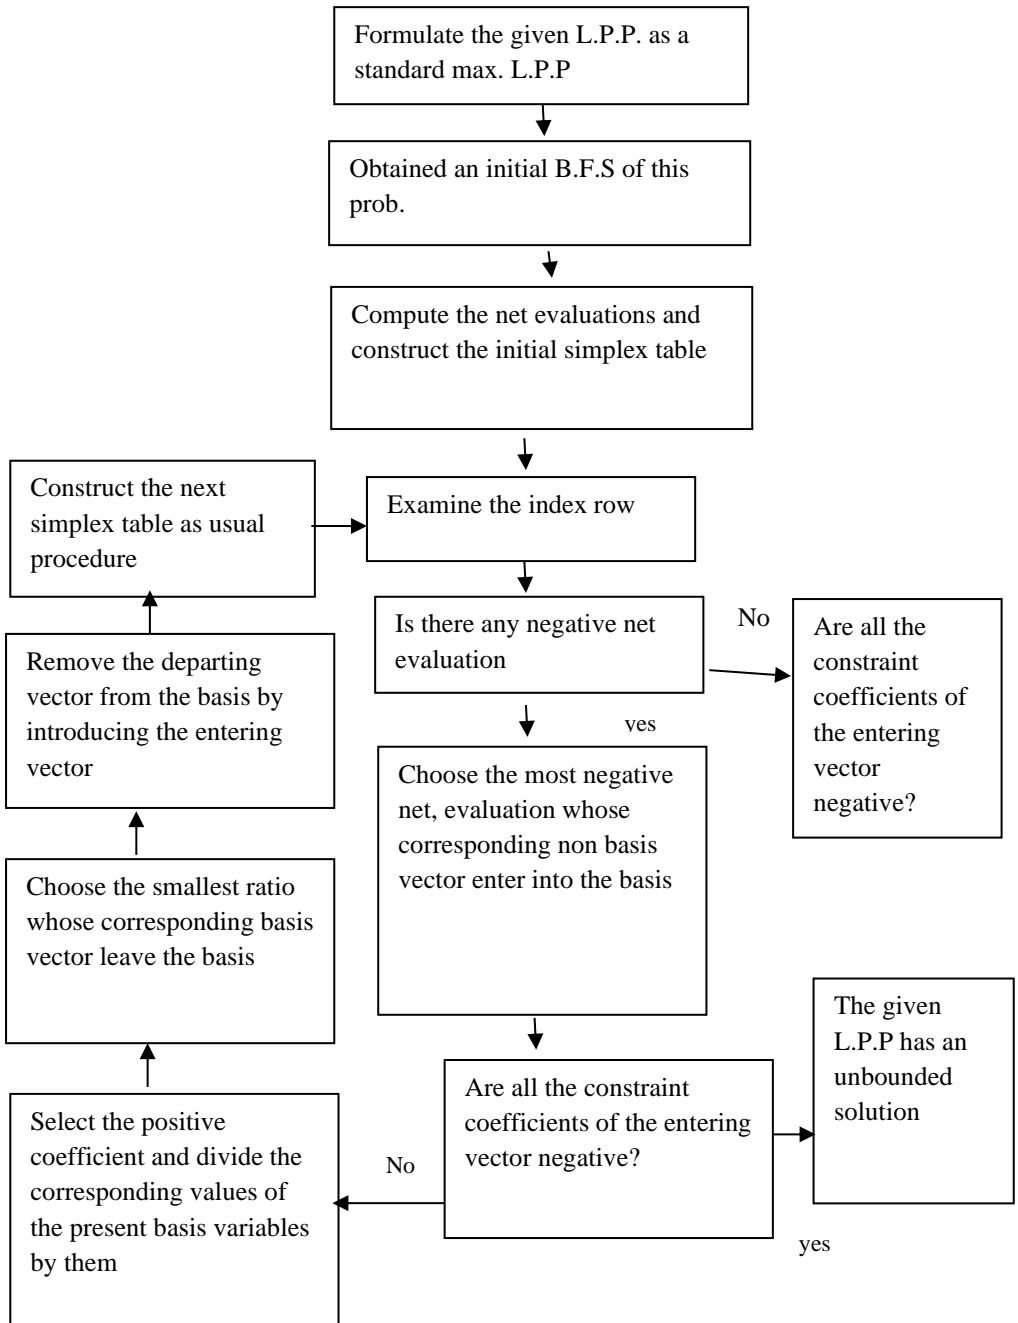 Formulate the given L.P.P. as a
standard max. L.P.P
Obtained an initial B.F.S of this
prob.
Compute the net evaluations and
construct the initial simplex table
Construct the next
simplex table as usual
procedure
Examine the index row
Is there any negative net
evaluation
No
Are all the
constraint
coefficients of
the entering
vector
negative?
Remove the departing
vector from the basis by
introducing the entering
vector
yes
Choose the most negative
net, evaluation whose
corresponding non basis
vector enter into the basis
Choose the smallest ratio
whose corresponding basis
vector leave the basis
The given
L.P.P has an
unbounded
solution
Are all the constraint
coefficients of the entering
vector negative?
Select the positive
coefficient and divide the
corresponding values of
the present basis variables
by them
No
yes